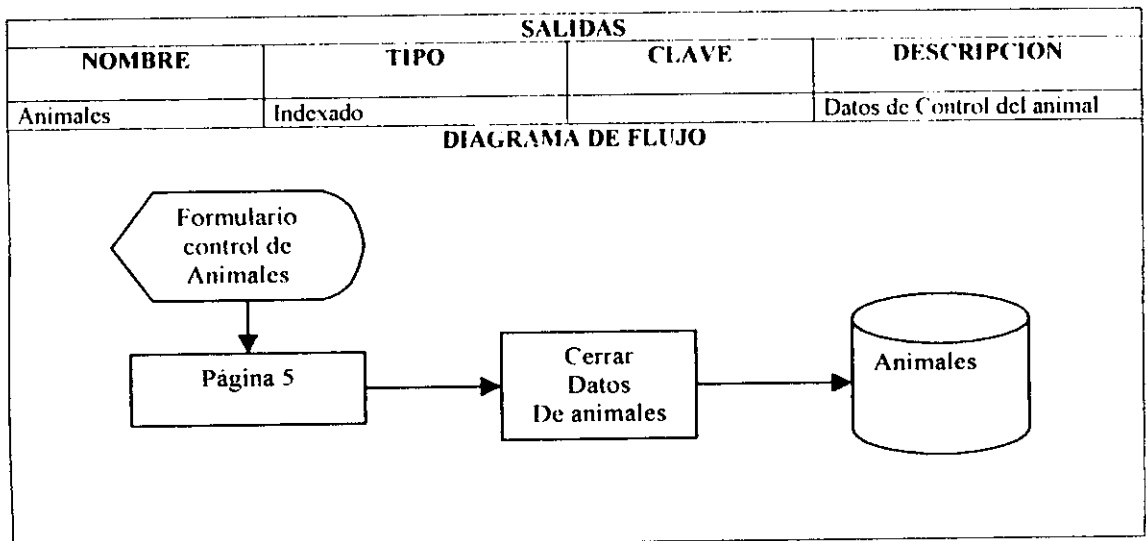 SALIDAS
NOMBRE TIPO CLAVE DESCRIPCION
Animales Indexado Datos de Control del animal
DIAGRAMA DE FLUJO
Formulario
control de
Animales
Página 5
Cerrar
Datos
De animales
Animales